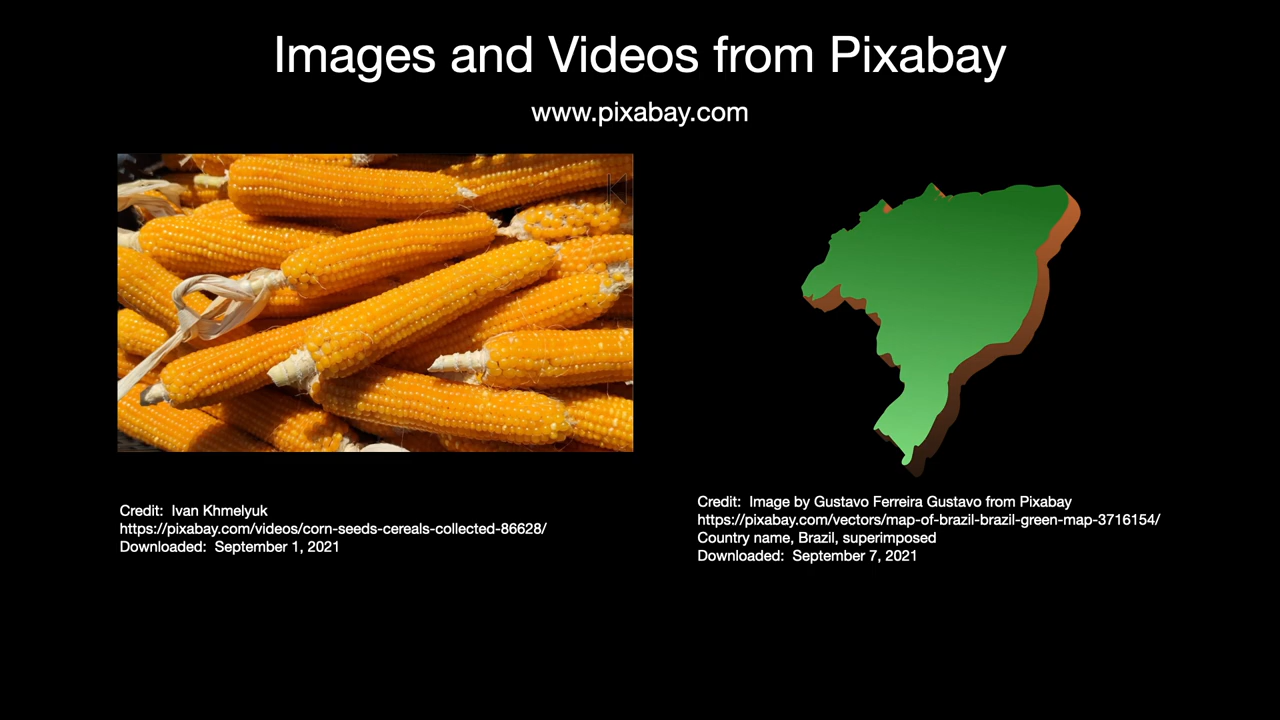 Images and Videos from Pixabay
www.pixabay.com
Credit:  Ivan Khmelyuk
https://pixabay.com/videos/corn-seeds-cereals-collected-86628/
Downloaded:  September 1, 2021
Credit:  Image by Gustavo Ferreira Gustavo from Pixabay
https://pixabay.com/vectors/map-of-brazil-brazil-green-map-3716154/
Country name, Brazil, superimposed
Downloaded:  September 7, 2021